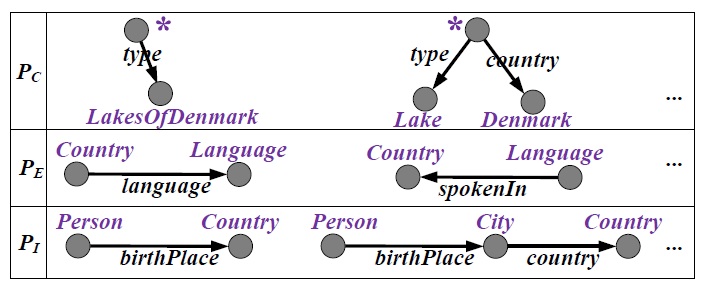 P_C
* *
type type country
LakesOfDenmark Lake Denmark ...
P_E
Country Language Country Language ...
language spokenIn
P_I
Person Country Person City Country
birthPlace birthPlace country ...